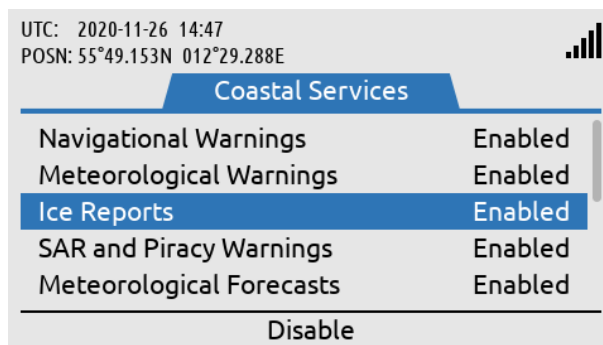 UTC: 2020-11-26 14:47
POSN: 55°49.153N 012°29.288E
Coastal Services
Navigational Warnings Enabled
Meteorological Warnings Enabled
Ice Reports Enabled
SAR and Piracy Warnings Enabled
Meteorological Forecasts Enabled
Disable